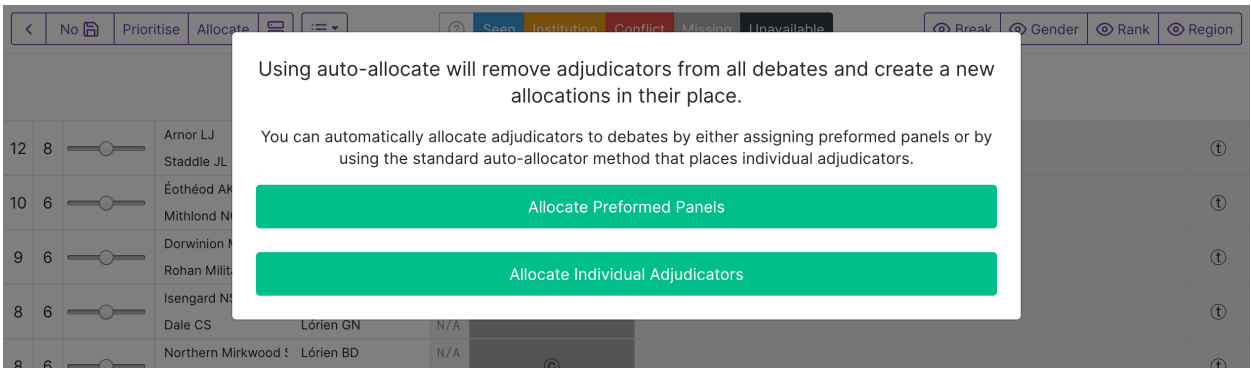 No Prioritise Allocate Seen Institution Conflict Missing Unavailable Break Gender Rank Region
Using auto-allocate will remove adjudicators from all debates and create a new
allocations in their place.
You can automatically allocate adjudicators to debates by either assigning preformed panels or by
using the standard auto-allocator method that places individual adjudicators.
Allocate Preformed Panels
Allocate Individual Adjudicators
Arnor LJ
12 8 ⓣ
Staddle JL
Éothéod AK
10 6 ⓣ
Mithlond
Dorwinion
9 6 ⓣ
Rohan
Isengard
8 6 ⓣ
Dale CS Lórien GN N/A
Northern Mirkwood Lórien BD N/A
8 6 ⓒ ⓣ